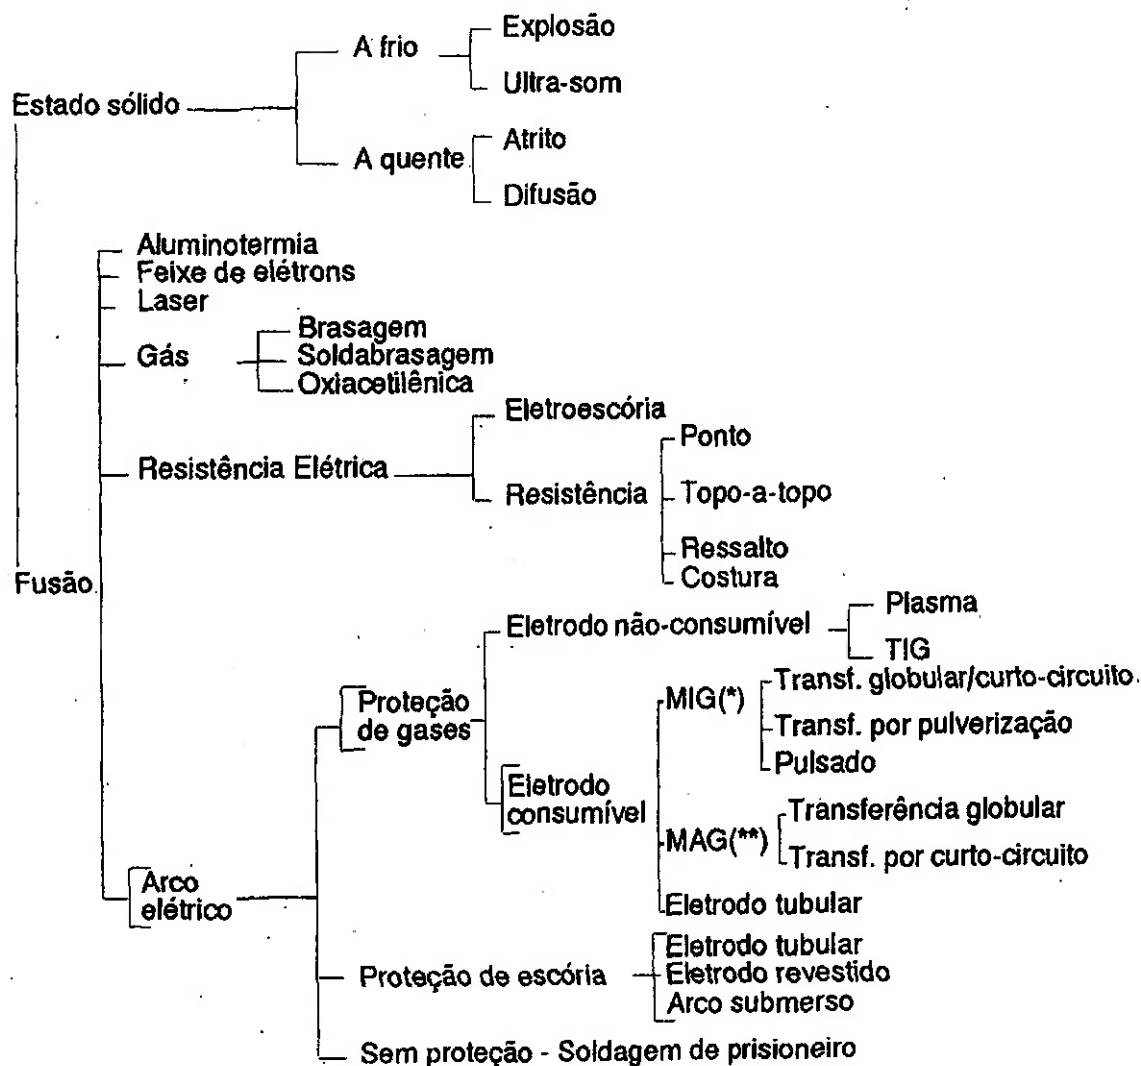 Explosão
A frio
Ultra-som
Estado sólido
Atrito
A quente
Difusão
Aluminotermia
Feixe de elétrons
Laser
Brasagem
Gás
Soldabrasagem
Oxiacetilênica
Eletroescória
Ponto
Resistência Elétrica
Resistência
Topo-a-topo
Ressalto
Costura
Fusão
Eletrodo não-consumível
Plasma
TIG
Proteção
de gases
MIG(*)
Transf. globular/curto-circuito
Transf. por pulverização
Pulsado
Eletrodo
consumível
Transferência globular
MAG(**)
Transf. por curto-circuito
Arco
elétrico
Eletrodo tubular
Eletrodo tubular
Proteção de escória
Eletrodo revestido
Arco submerso
Sem proteção - Soldagem de prisioneiro